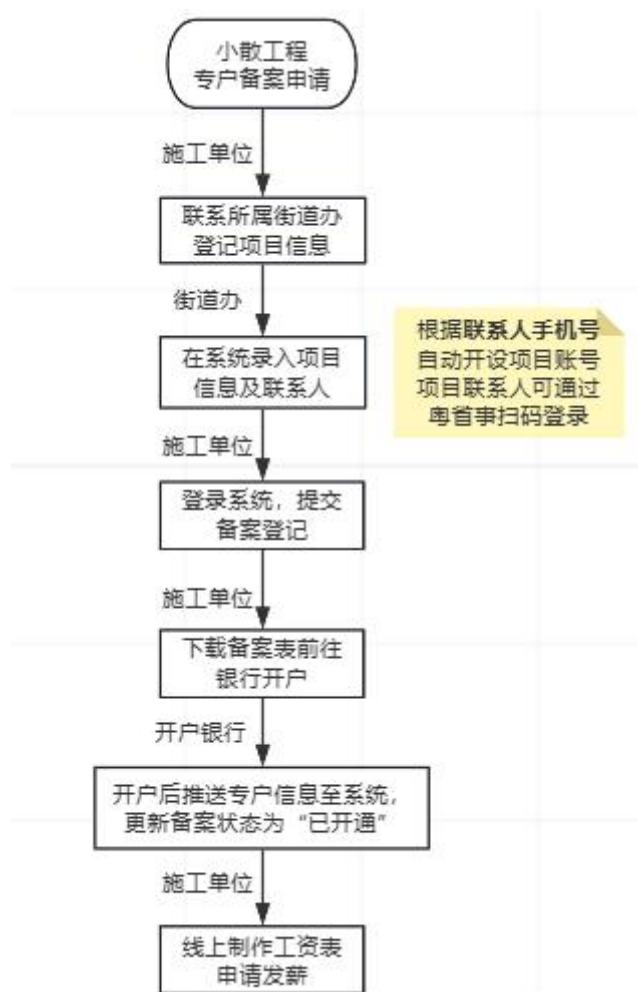 小散工程
专户备案申请
施工单位
联系所属街道办
登记项目信息
街道办
在系统录入项目
信息及联系人
根据联系人手机号
自动开设项目账号
项目联系人可通过
粤省事扫码登录
施工单位
登录系统，提交
备案登记
施工单位
下载备案表前往
银行开户
开户银行
开户后推送专户信息至系统，
更新备案状态为“已开通”
施工单位
线上制作工资表
申请发薪